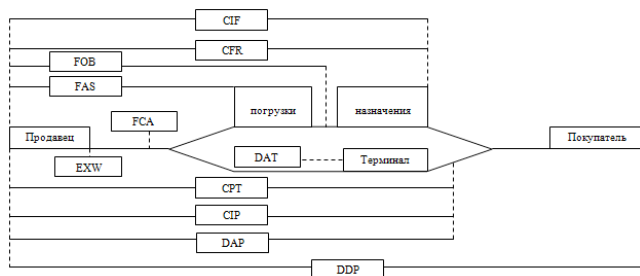 CIF
CFR
FOB
FAS
погрузки
назначения
FCA
Продавец
Покупатель
DAT
Терминал
EXW
CPT
CIP
DAP
DDP